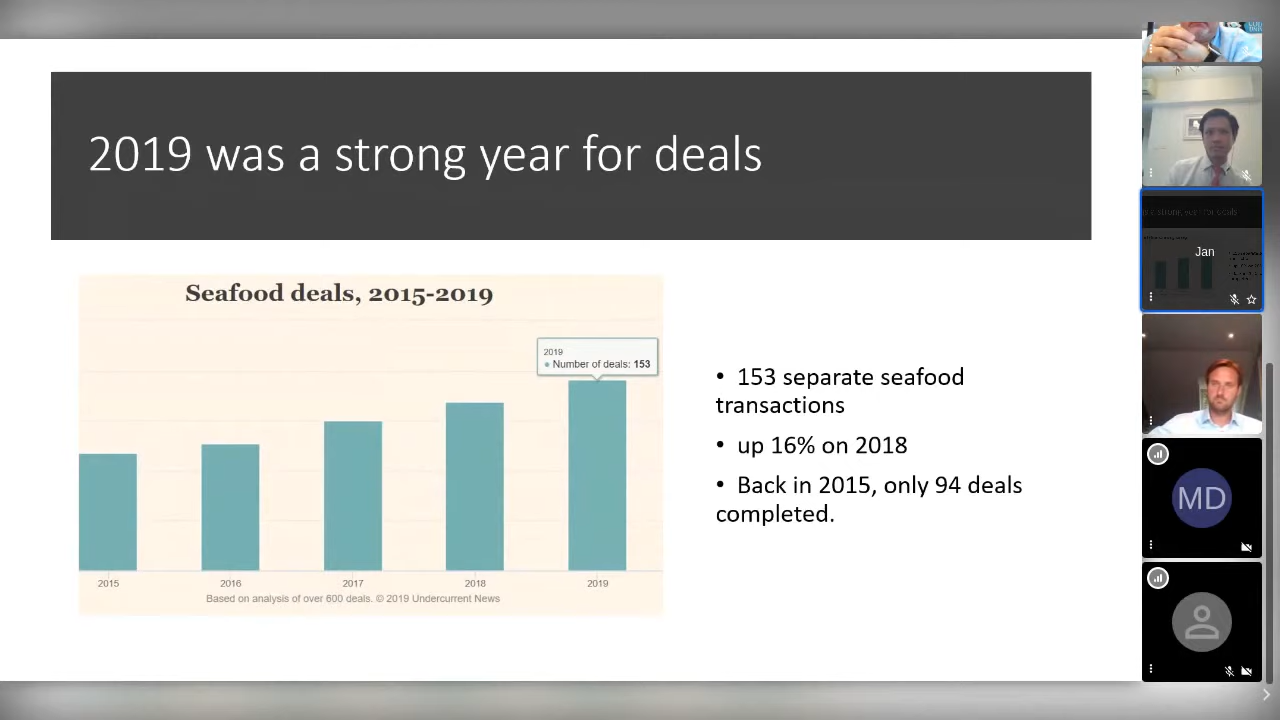 2019 was a strong year for deals
Seafood deals, 2015-2019
2019
Number of deals: 153
2015 2016 2017 2018 2019
Based on analysis of over 600 deals. © 2019 Undercurrent News
• 153 separate seafood
transactions
• up 16% on 2018
• Back in 2015, only 94 deals
completed.
Jan
MD